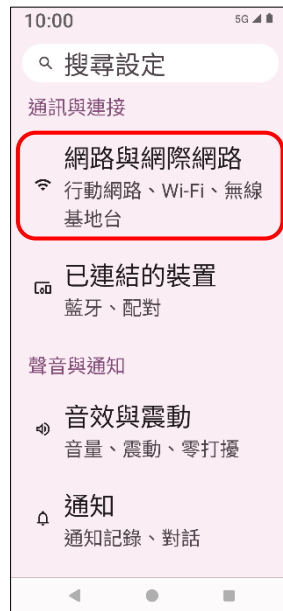 10:00 5G
搜尋設定
通訊與連接
網路與網際網路
行動網路、Wi-Fi、無線
基地台
已連結的裝置
藍牙、配對
聲音與通知
音效與震動
音量、震動、零打擾
通知
通知記錄、對話